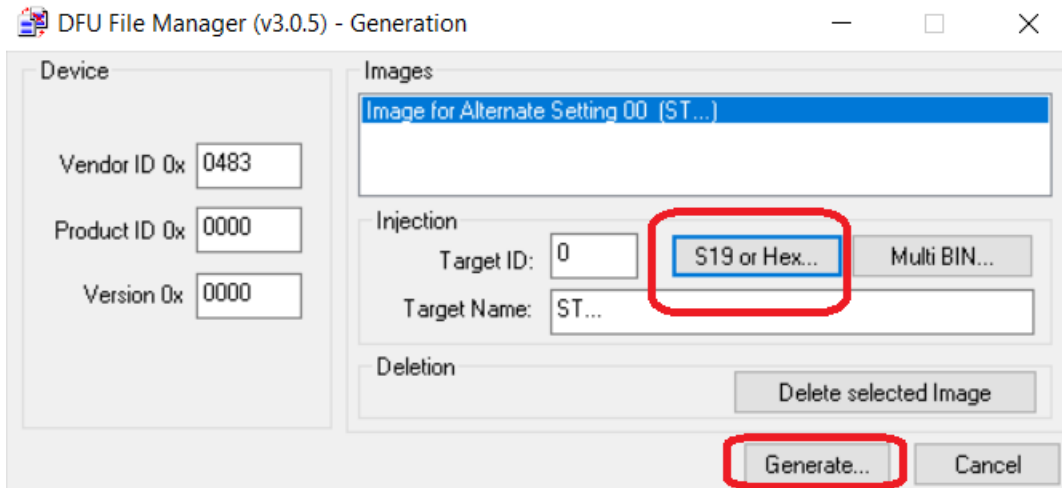 DFU File Manager (v3.0.5) - Generation
Device
Vendor ID 0x 0483
Product ID 0x 0000
Version 0x 0000
Images
Image for Alternate Setting 00 (ST...)
Injection
Target ID: 0 S19 or Hex... Multi BIN...
Target Name: ST...
Deletion
Delete selected Image
Generate... Cancel